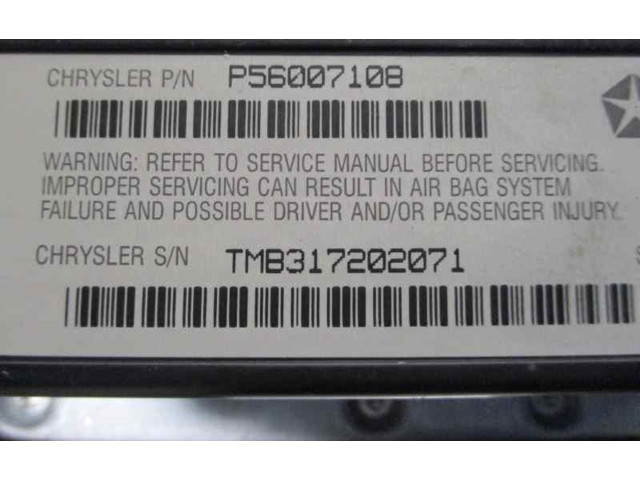 CHRYSLER P/N P56007108
WARNING: REFER TO SERVICE MANUAL BEFORE SERVICING.
IMPROPER SERVICING CAN RESULT IN AIR BAG SYSTEM
FAILURE AND POSSIBLE DRIVER AND/OR PASSENGER INJURY.
CHRYSLER S/N TMB317202071